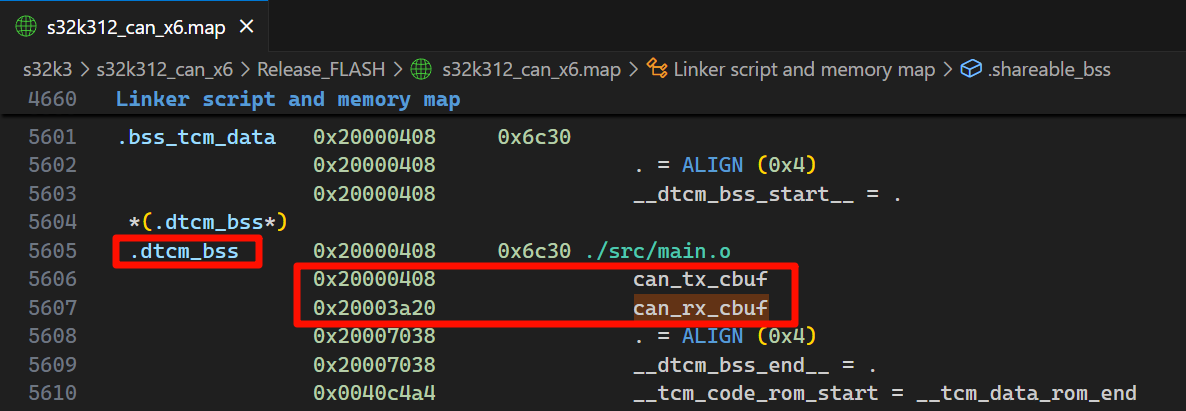 s32k312_can_x6.map ×
s32k3 > s32k312_can_x6 > Release_FLASH > s32k312_can_x6.map > Linker script and memory map > .shareable_bss
4660 Linker script and memory map
5601 .bss_tcm_data 0x20000408 0x6c30
5602 0x20000408 . = ALIGN (0x4)
5603 0x20000408 __dtcm_bss_start__ = .
5604 *(.dtcm_bss*)
5605 .dtcm_bss 0x20000408 0x6c30 ./src/main.o
5606 0x20000408 can_tx_cbuf
5607 0x20003a20 can_rx_cbuf
5608 0x20007038 . = ALIGN (0x4)
5609 0x20007038 __dtcm_bss_end__ = .
5610 0x0040c4a4 __tcm_code_rom_start = __tcm_data_rom_end